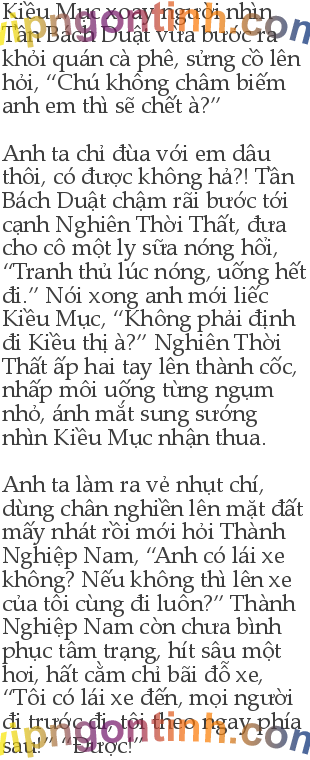 Kiều Mục xoay người nhìn
Tần Bách Duật vừa bước ra
khỏi quán cà phê, sửng cồ lên
hỏi, “Chú không châm biếm
anh em thì sẽ chết à?”

Anh ta chỉ đùa với em dâu
thôi, có được không hả?! Tần
Bách Duật chậm rãi bước tới
cạnh Nghiên Thời Thất, đưa
cho cô một ly sữa nóng hổi,
“Tranh thủ lúc nóng, uống hết
đi.” Nói xong anh mới liếc
Kiều Mục, “Không phải định
đi Kiều thị à?” Nghiên Thời
Thất ấp hai tay lên thành cốc,
nhấp môi uống từng ngụm
nhỏ, ánh mắt sung sướng
nhìn Kiều Mục nhận thua.

Anh ta làm ra vẻ nhụt chí,
dùng chân nghiền lên mặt đất
mấy nhát rồi mới hỏi Thành
Nghiệp Nam, “Anh có lái xe
không? Nếu không thì lên xe
của tôi cùng đi luôn?” Thành
Nghiệp Nam còn chưa bình
phục tâm trạng, hít sâu một
hơi, hất cằm chỉ bãi đỗ xe,
“Tôi có lái xe đến, mọi người
đi trước đi, tôi theo ngay phía
sau!” “Được!”
vipngontinh.com